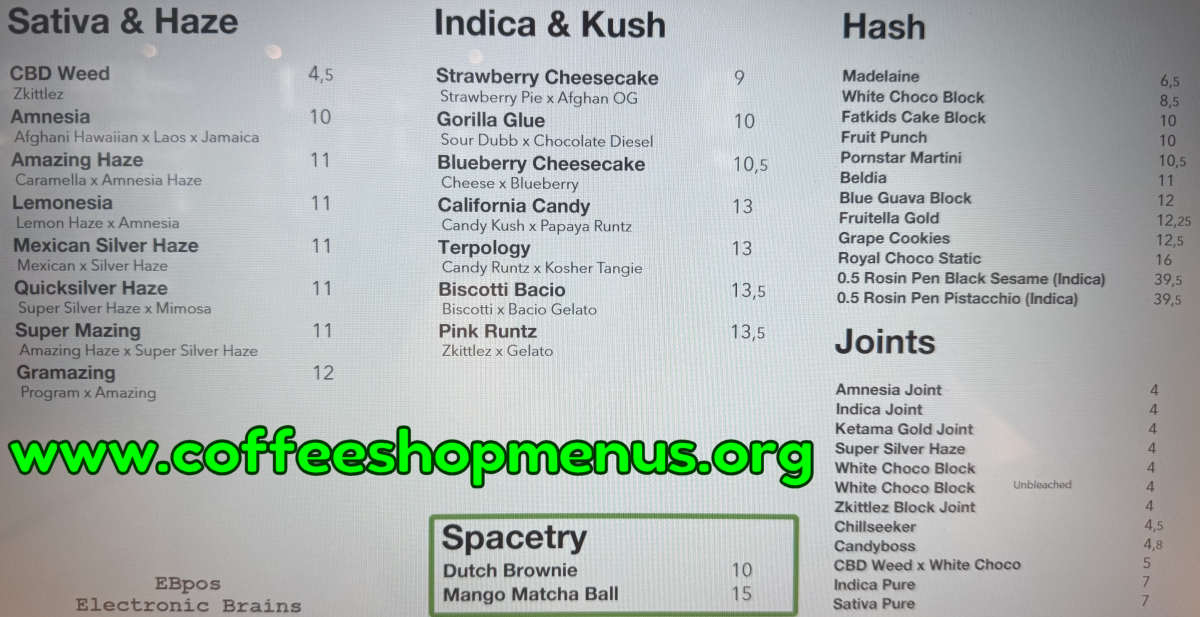 Sativa & Haze
CBD Weed 4,5
Zkittlez
Amnesia 10
Afghani Hawaiian x Laos x Jamaica
Amazing Haze 11
Caramella x Amnesia Haze
Lemonesia 11
Lemon Haze x Amnesia
Mexican Silver Haze 11
Mexican x Silver Haze
Quicksilver Haze 11
Super Silver Haze x Mimosa
Super Mazing 11
Amazing Haze x Super Silver Haze
Gramazing 12
Program x Amazing
Indica & Kush
Strawberry Cheesecake 9
Strawberry Pie x Afghan OG
Gorilla Glue 10
Sour Dubb x Chocolate Diesel
Blueberry Cheesecake 10,5
Cheese x Blueberry
California Candy 13
Candy Kush x Papaya Runtz
Terpology 13
Candy Runtz x Kosher Tangie
Biscotti Bacio 13,5
Biscotti x Bacio Gelato
Pink Runtz 13,5
Zkittlez x Gelato
Hash
Madelaine 6,5
White Choco Block 8,5
Fatkids Cake Block 10
Fruit Punch 10
Pornstar Martini 10,5
Beldia 11
Blue Guava Block 12
Fruitella Gold 12,25
Grape Cookies 12,5
Royal Choco Static 16
0.5 Rosin Pen Black Sesame (Indica) 39,5
0.5 Rosin Pen Pistacchio (Indica) 39,5
Joints
Amnesia Joint 4
Indica Joint 4
Ketama Gold Joint 4
Super Silver Haze 4
White Choco Block 4
White Choco Block Unbleached 4
Zkittlez Block Joint 4
Chillseeker 4,5
Candyboss 4,8
CBD Weed x White Choco 5
Indica Pure 7
Sativa Pure 7
www.coffeeshopmenus.org
Spacetry
Dutch Brownie 10
Mango Matcha Ball 15
EBpos
Electronic Brains